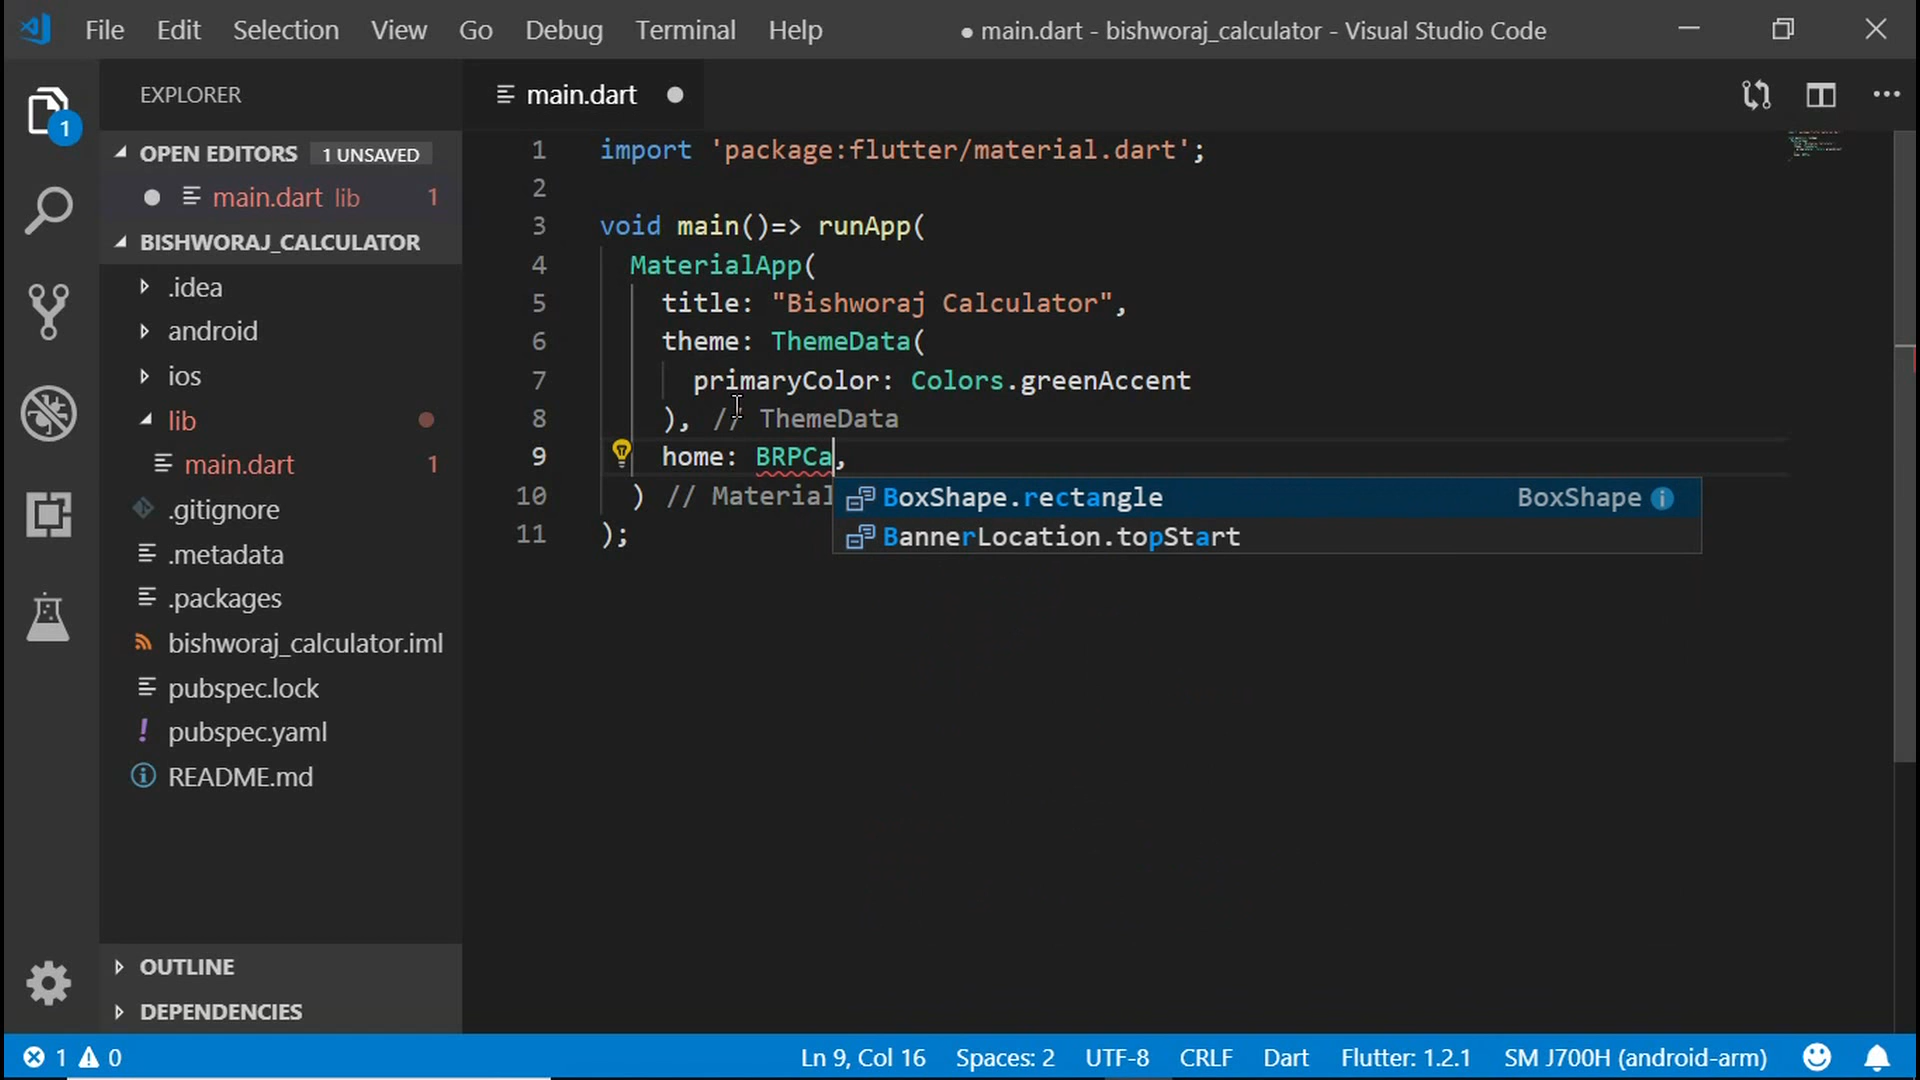 File Edit Selection View Go Debug Terminal Help ● main.dart - bishworaj_calculator - Visual Studio Code
EXPLORER
1
OPEN EDITORS 1 UNSAVED
main.dart lib 1
BISHWORAJ_CALCULATOR
.idea
android
ios
lib
main.dart 1
.gitignore
.metadata
.packages
bishworaj_calculator.iml
pubspec.lock
! pubspec.yaml
README.md
OUTLINE
DEPENDENCIES
main.dart
1 import 'package:flutter/material.dart';
2
3 void main()=> runApp(
4 MaterialApp(
5 title: "Bishworaj Calculator",
6 theme: ThemeData(
7 primaryColor: Colors.greenAccent
8 ), // ThemeData
9 home: BRPCa,
10 ) // Material
11 );
BoxShape.rectangle BoxShape
BannerLocation.topStart
1 0 Ln 9, Col 16 Spaces: 2 UTF-8 CRLF Dart Flutter: 1.2.1 SM J700H (android-arm)